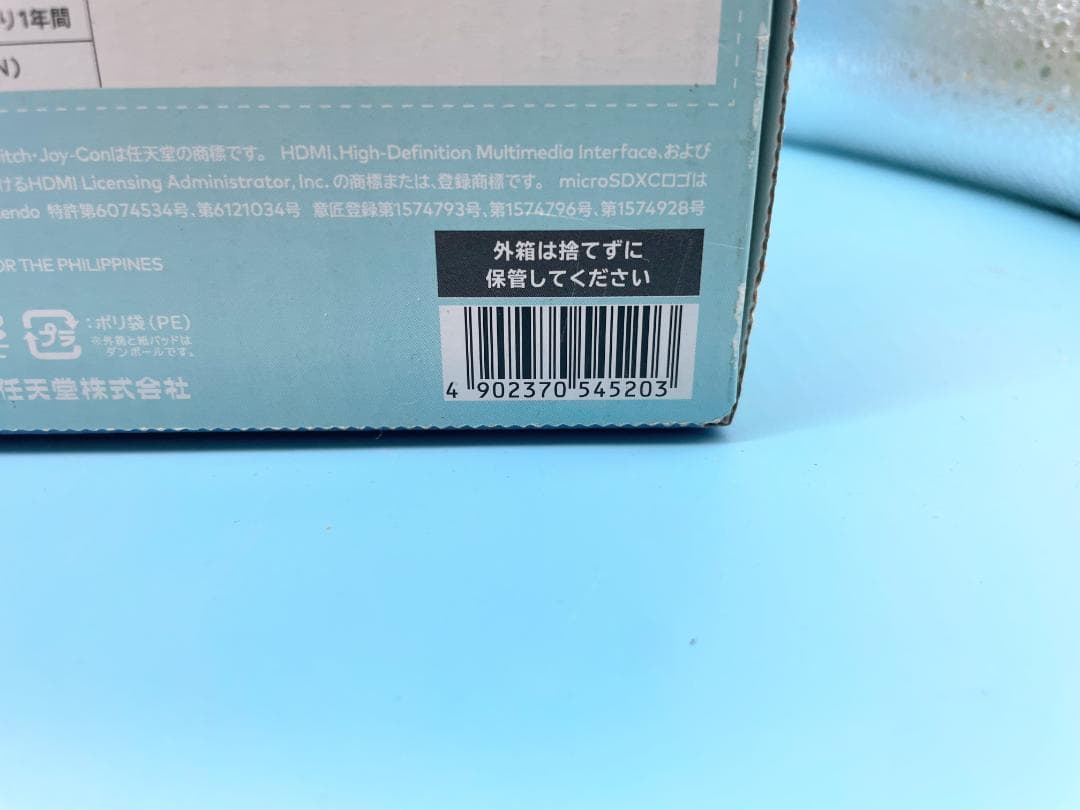 り1年間
N)
itch・Joy-Conは任天堂の商標です。 HDMI、High-Definition Multimedia Interface、および
けるHDMI Licensing Administrator, Inc. の商標または、登録商標です。 microSDXCロゴは
tendo 特許第6074534号、第6121034号 意匠登録第1574793号、第1574796号、第1574928号
OR THE PHILIPPINES
外箱は捨てずに
保管してください
プラ
:ポリ袋(PE)
※外箱と紙パッドは
ダンボールです。
任天堂株式会社
4 902370 545203